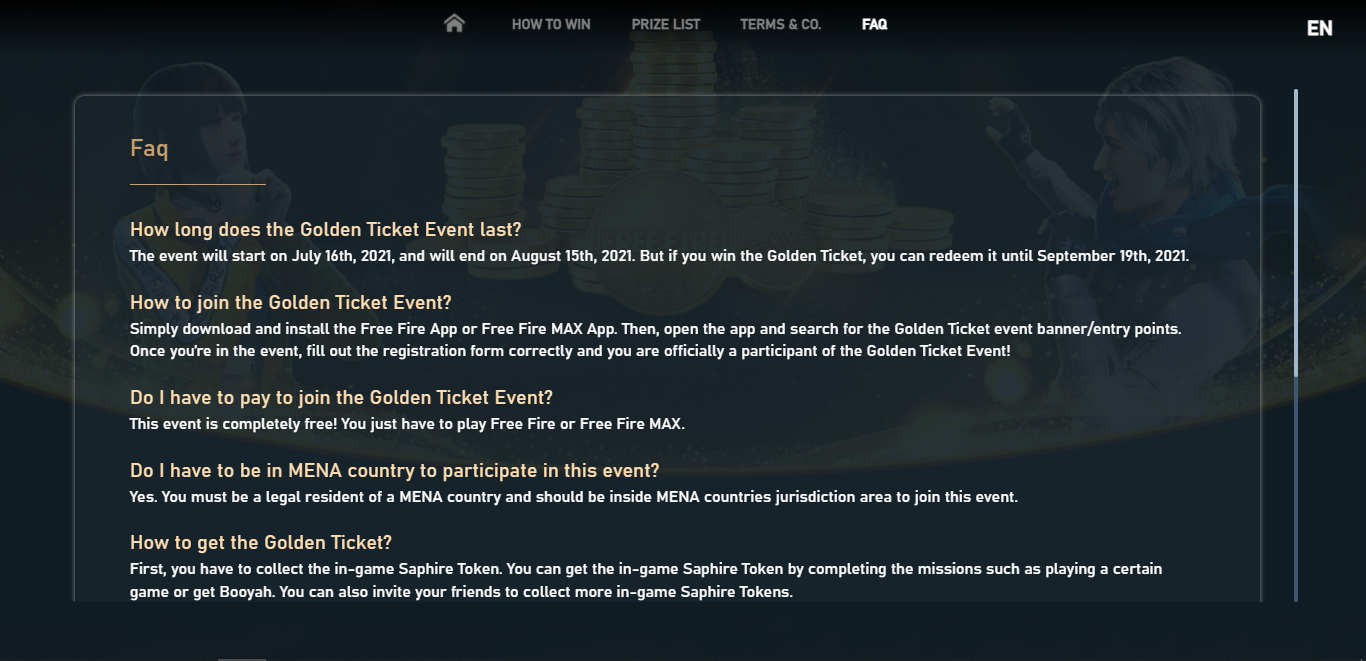 HOW TO WIN PRIZE LIST TERMS & CO. FAQ
EN
Faq
How long does the Golden Ticket Event last?
The event will start on July 16th, 2021, and will end on August 15th, 2021. But if you win the Golden Ticket, you can redeem it until September 19th, 2021.
How to join the Golden Ticket Event?
Simply download and install the Free Fire App or Free Fire MAX App. Then, open the app and search for the Golden Ticket event banner/entry points.
Once you're in the event, fill out the registration form correctly and you are officially a participant of the Golden Ticket Event!
Do I have to pay to join the Golden Ticket Event?
This event is completely free! You just have to play Free Fire or Free Fire MAX.
Do I have to be in MENA country to participate in this event?
Yes. You must be a legal resident of a MENA country and should be inside MENA countries jurisdiction area to join this event.
How to get the Golden Ticket?
First, you have to collect the in-game Saphire Token. You can get the in-game Saphire Token by completing the missions such as playing a certain
game or get Booyah. You can also invite your friends to collect more in-game Saphire Tokens.